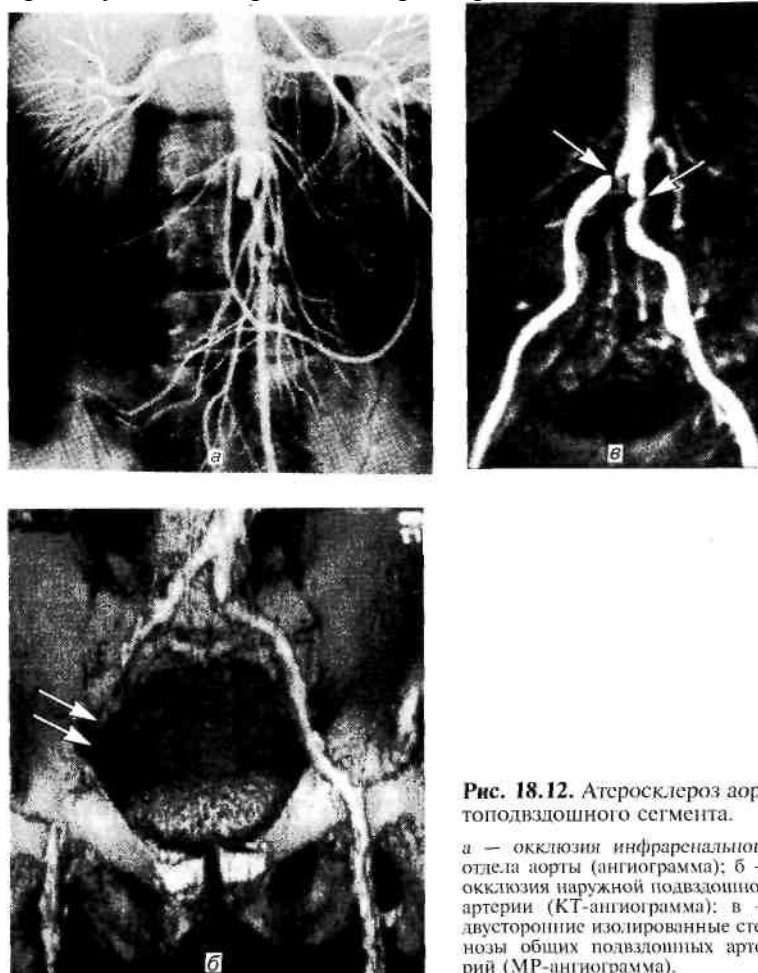 а
в
б
Рис. 18.12. Атеросклероз аор
топодвздошного сегмента.
а — окклюзия инфраренальног
отдела аорты (ангиограмма); б -
окклюзия наружной подвздошно
артерии (КТ-ангиограмма); в -
двусторонние изолированные сте
нозы общих подвздошных арте
рий (МР-ангиограмма).